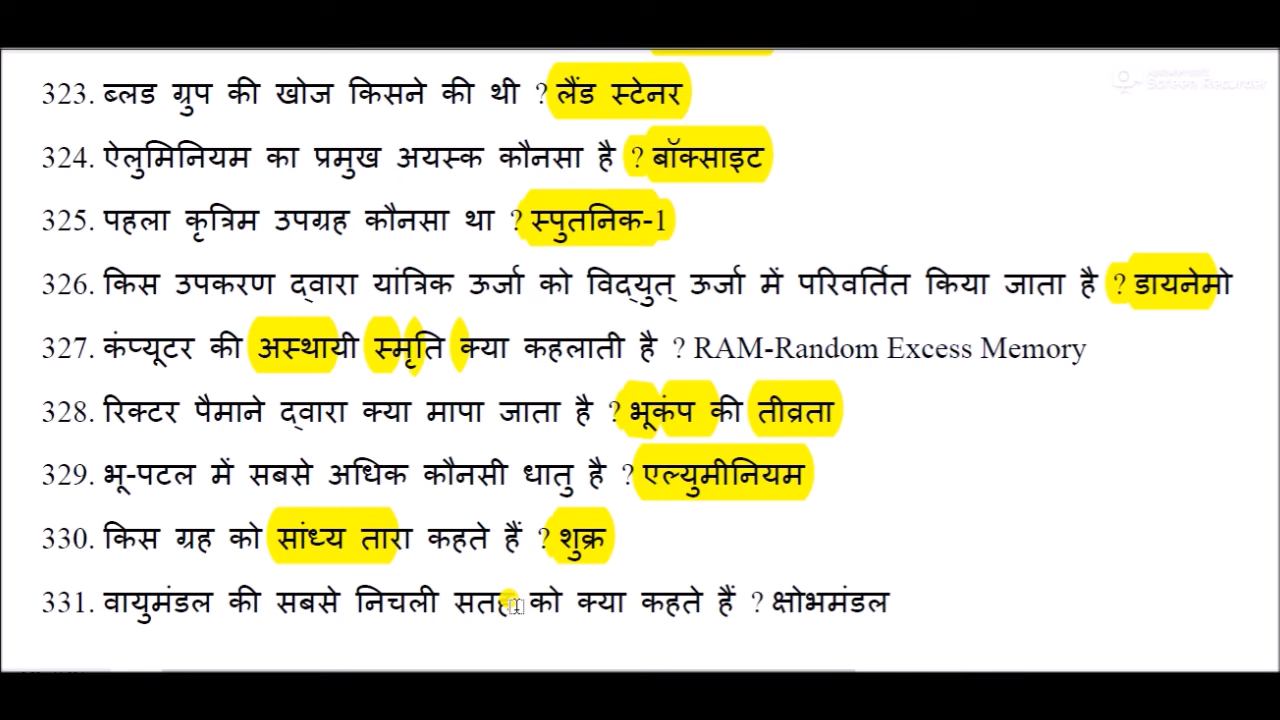 323. ब्लड ग्रुप की खोज किसने की थी ? लैंड स्टेनर
324. ऐलुमिनियम का प्रमुख अयस्क कौनसा है ? बॉक्साइट
325. पहला कृत्रिम उपग्रह कौनसा था ? स्पुतनिक-1
326. किस उपकरण द्वारा यांत्रिक ऊर्जा को विद्युत् ऊर्जा में परिवर्तित किया जाता है ? डायनेमो
327. कंप्यूटर की अस्थायी स्मृति क्या कहलाती है ? RAM-Random Excess Memory
328. रिक्टर पैमाने द्वारा क्या मापा जाता है ? भूकंप की तीव्रता
329. भू-पटल में सबसे अधिक कौनसी धातु है ? एल्युमीनियम
330. किस ग्रह को सांध्य तारा कहते हैं ? शुक्र
331. वायुमंडल की सबसे निचली सतह को क्या कहते हैं ? क्षोभमंडल
Screen Recorder